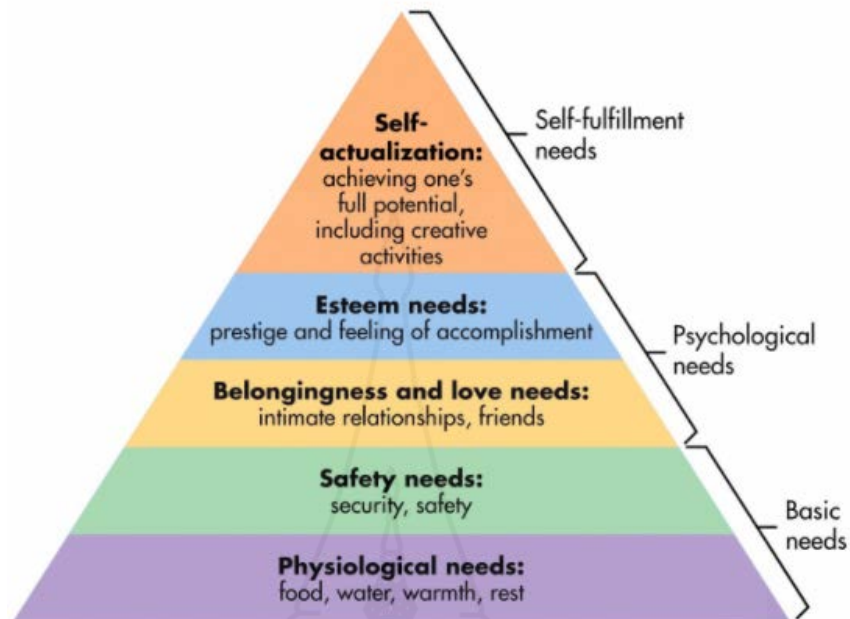 Self-
actualization:
achieving one's
full potential,
including creative
activities
Self-fulfillment
needs
Esteem needs:
prestige and feeling of accomplishment
Belongingness and love needs:
intimate relationships, friends
Psychological
needs
Safety needs:
security, safety
Physiological needs:
food, water, warmth, rest
Basic
needs